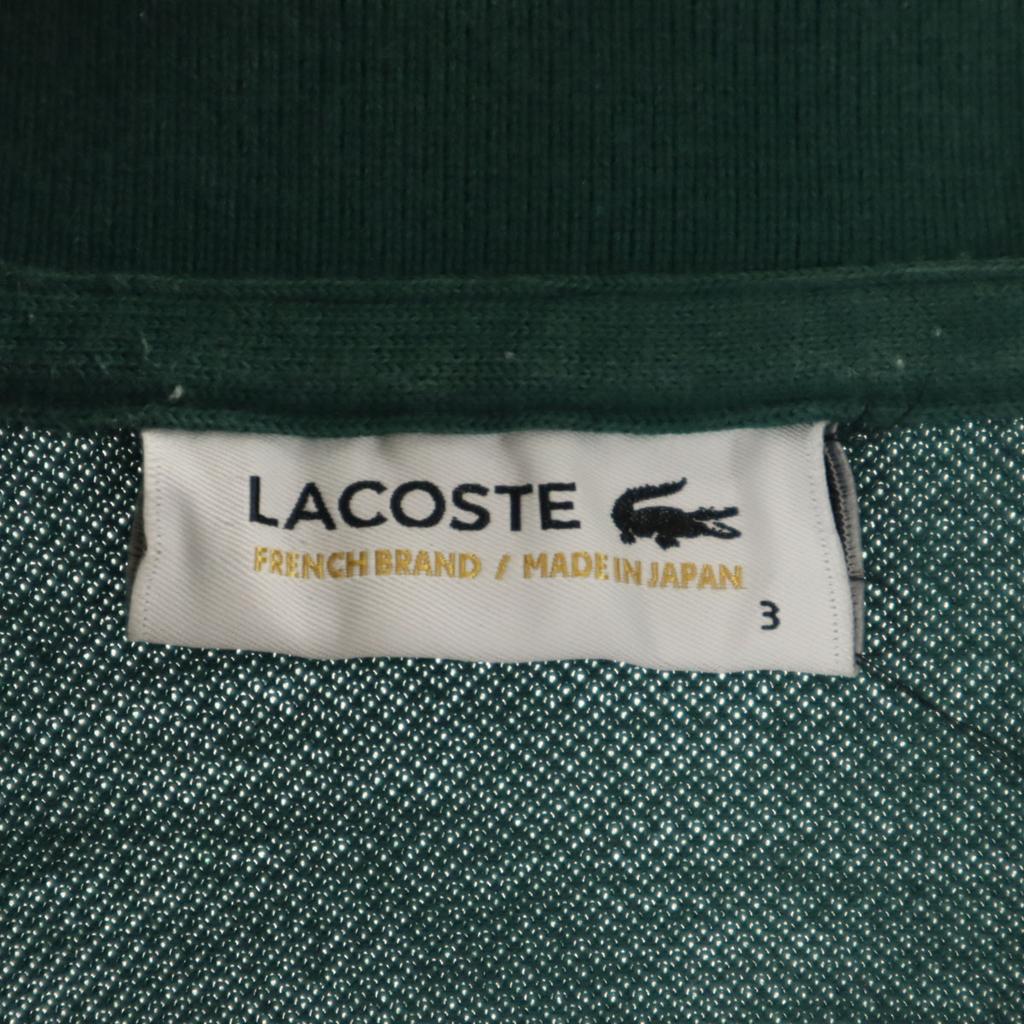 LACOSTE
FRENCH BRAND / MADE IN JAPAN
3